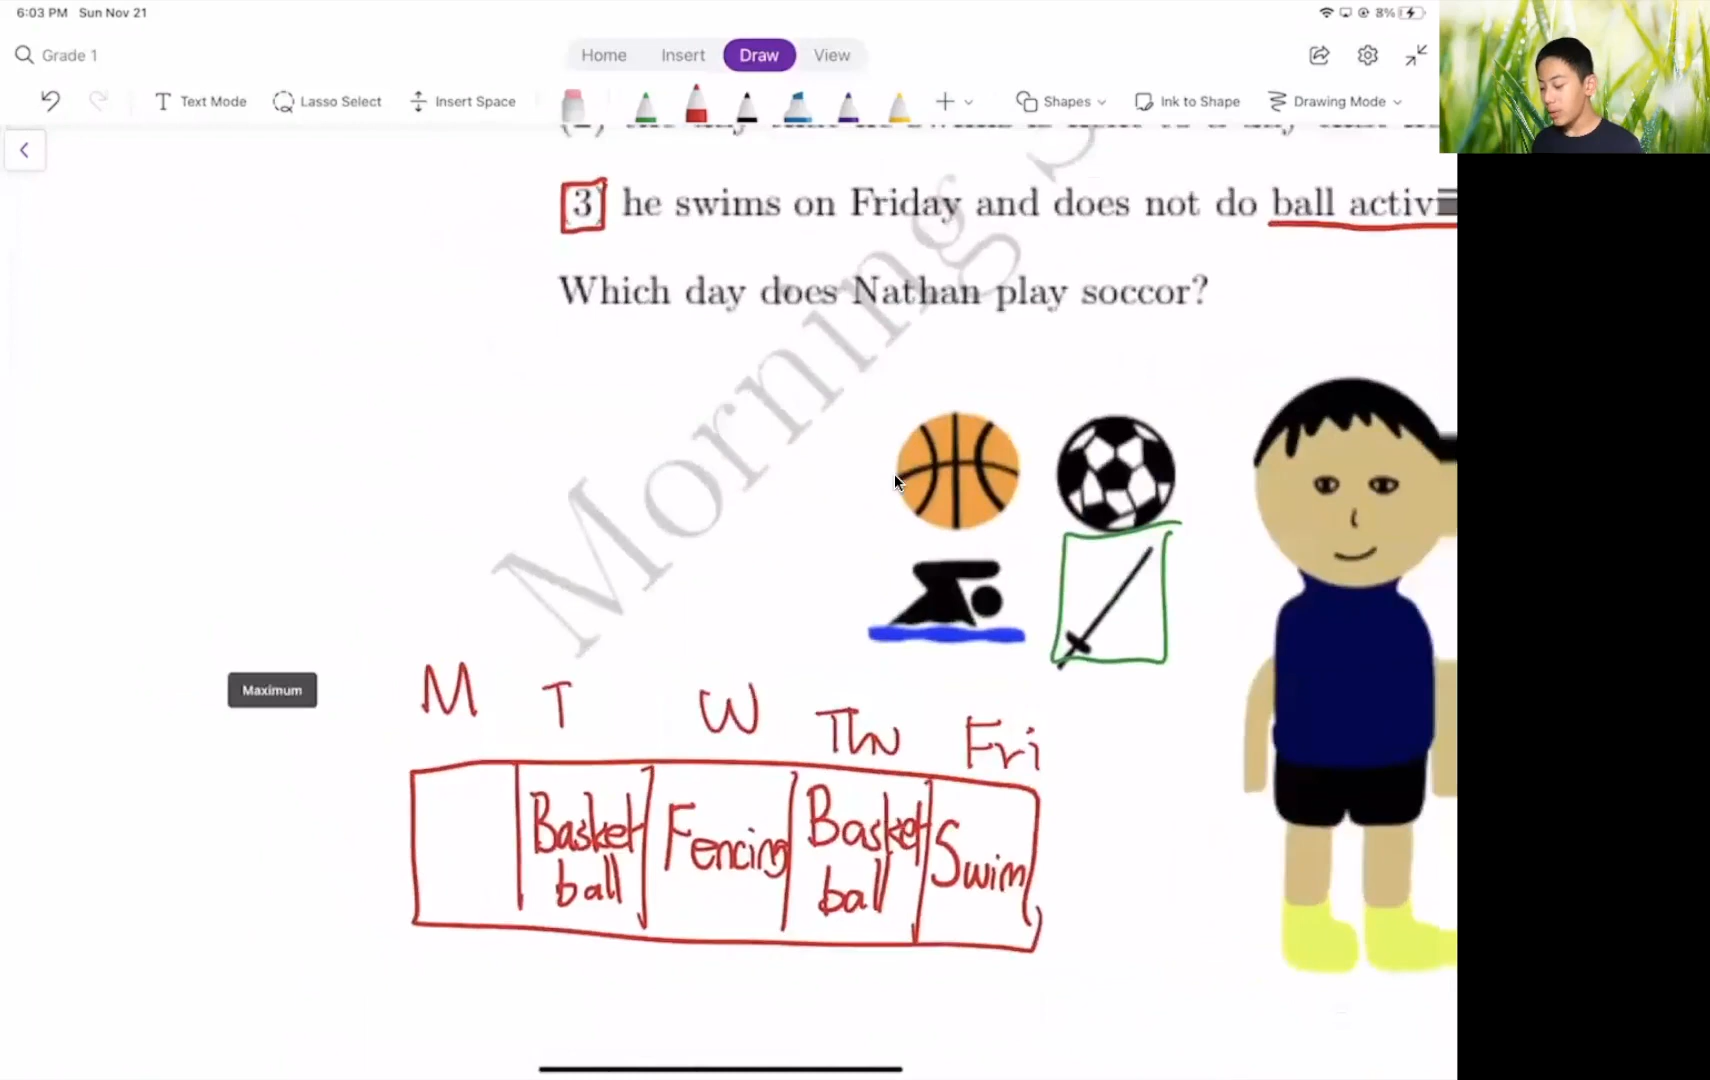 6:03 PM Sun Nov 21
8%
Grade 1
Home Insert Draw View
Text Mode Lasso Select Insert Space Shapes Ink to Shape Drawing Mode
3) he swims on Friday and does not do ball activi
Which day does Nathan play soccor?
Morning
Maximum
M T W Thu Fri
Basket Fencing Basket Swim
ball ball